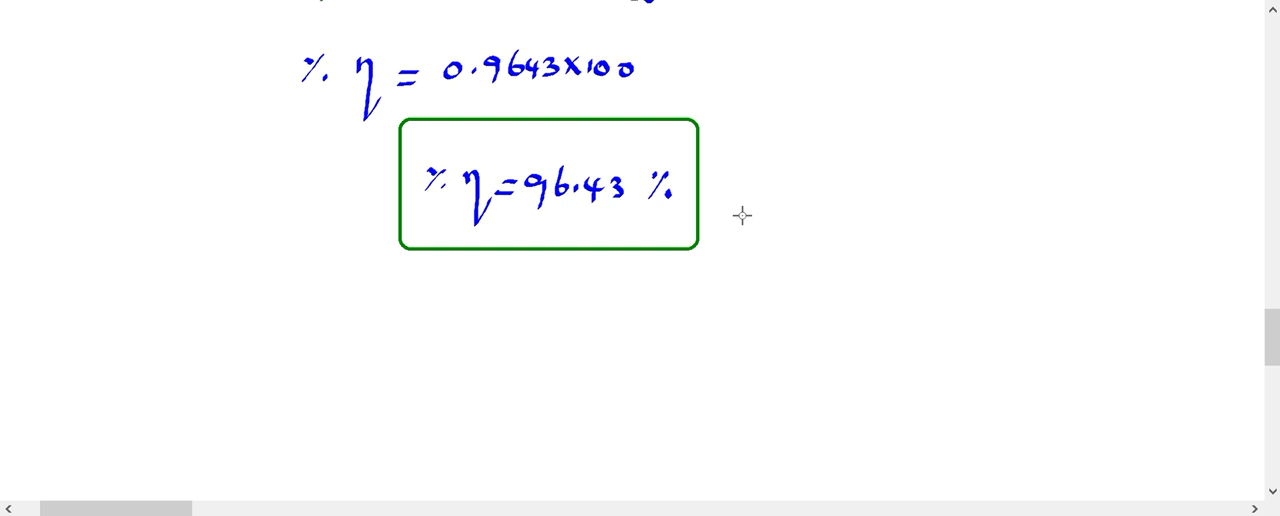 % η = 0.9643×100
% η = 96.43 %